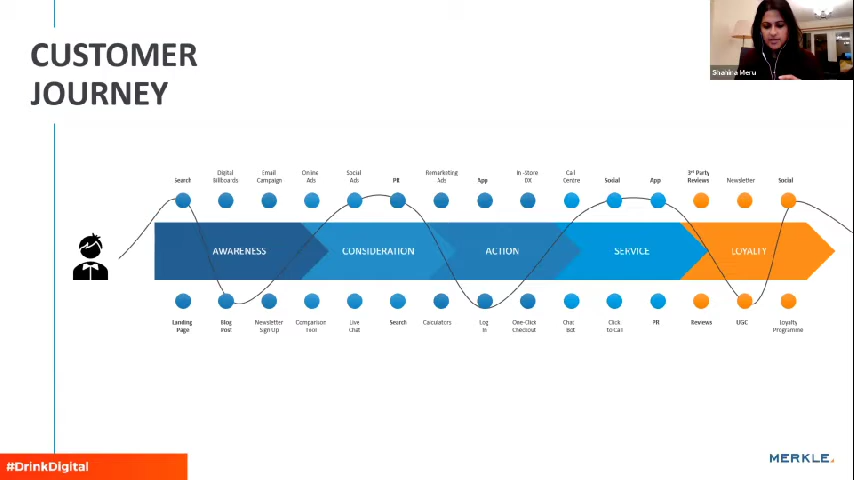 CUSTOMER
JOURNEY
Shahina Meru
Search
Digital
Billboards
Email
Campaign
Online
Ads
Social
Ads
PR
Remarketing
Ads
App
In-Store
DX
Call
Centre
Social
App
3rd Party
Reviews
Newsletter
Social
AWARENESS
CONSIDERATION
ACTION
SERVICE
LOYALTY
Landing
Page
Blog
Post
Newsletter
Sign Up
Comparison
Tool
Live
Chat
Search
Calculators
Log
In
One-Click
Checkout
Chat
Bot
Click
to Call
PR
Reviews
UGC
Loyalty
Programme
#DrinkDigital
MERKLE